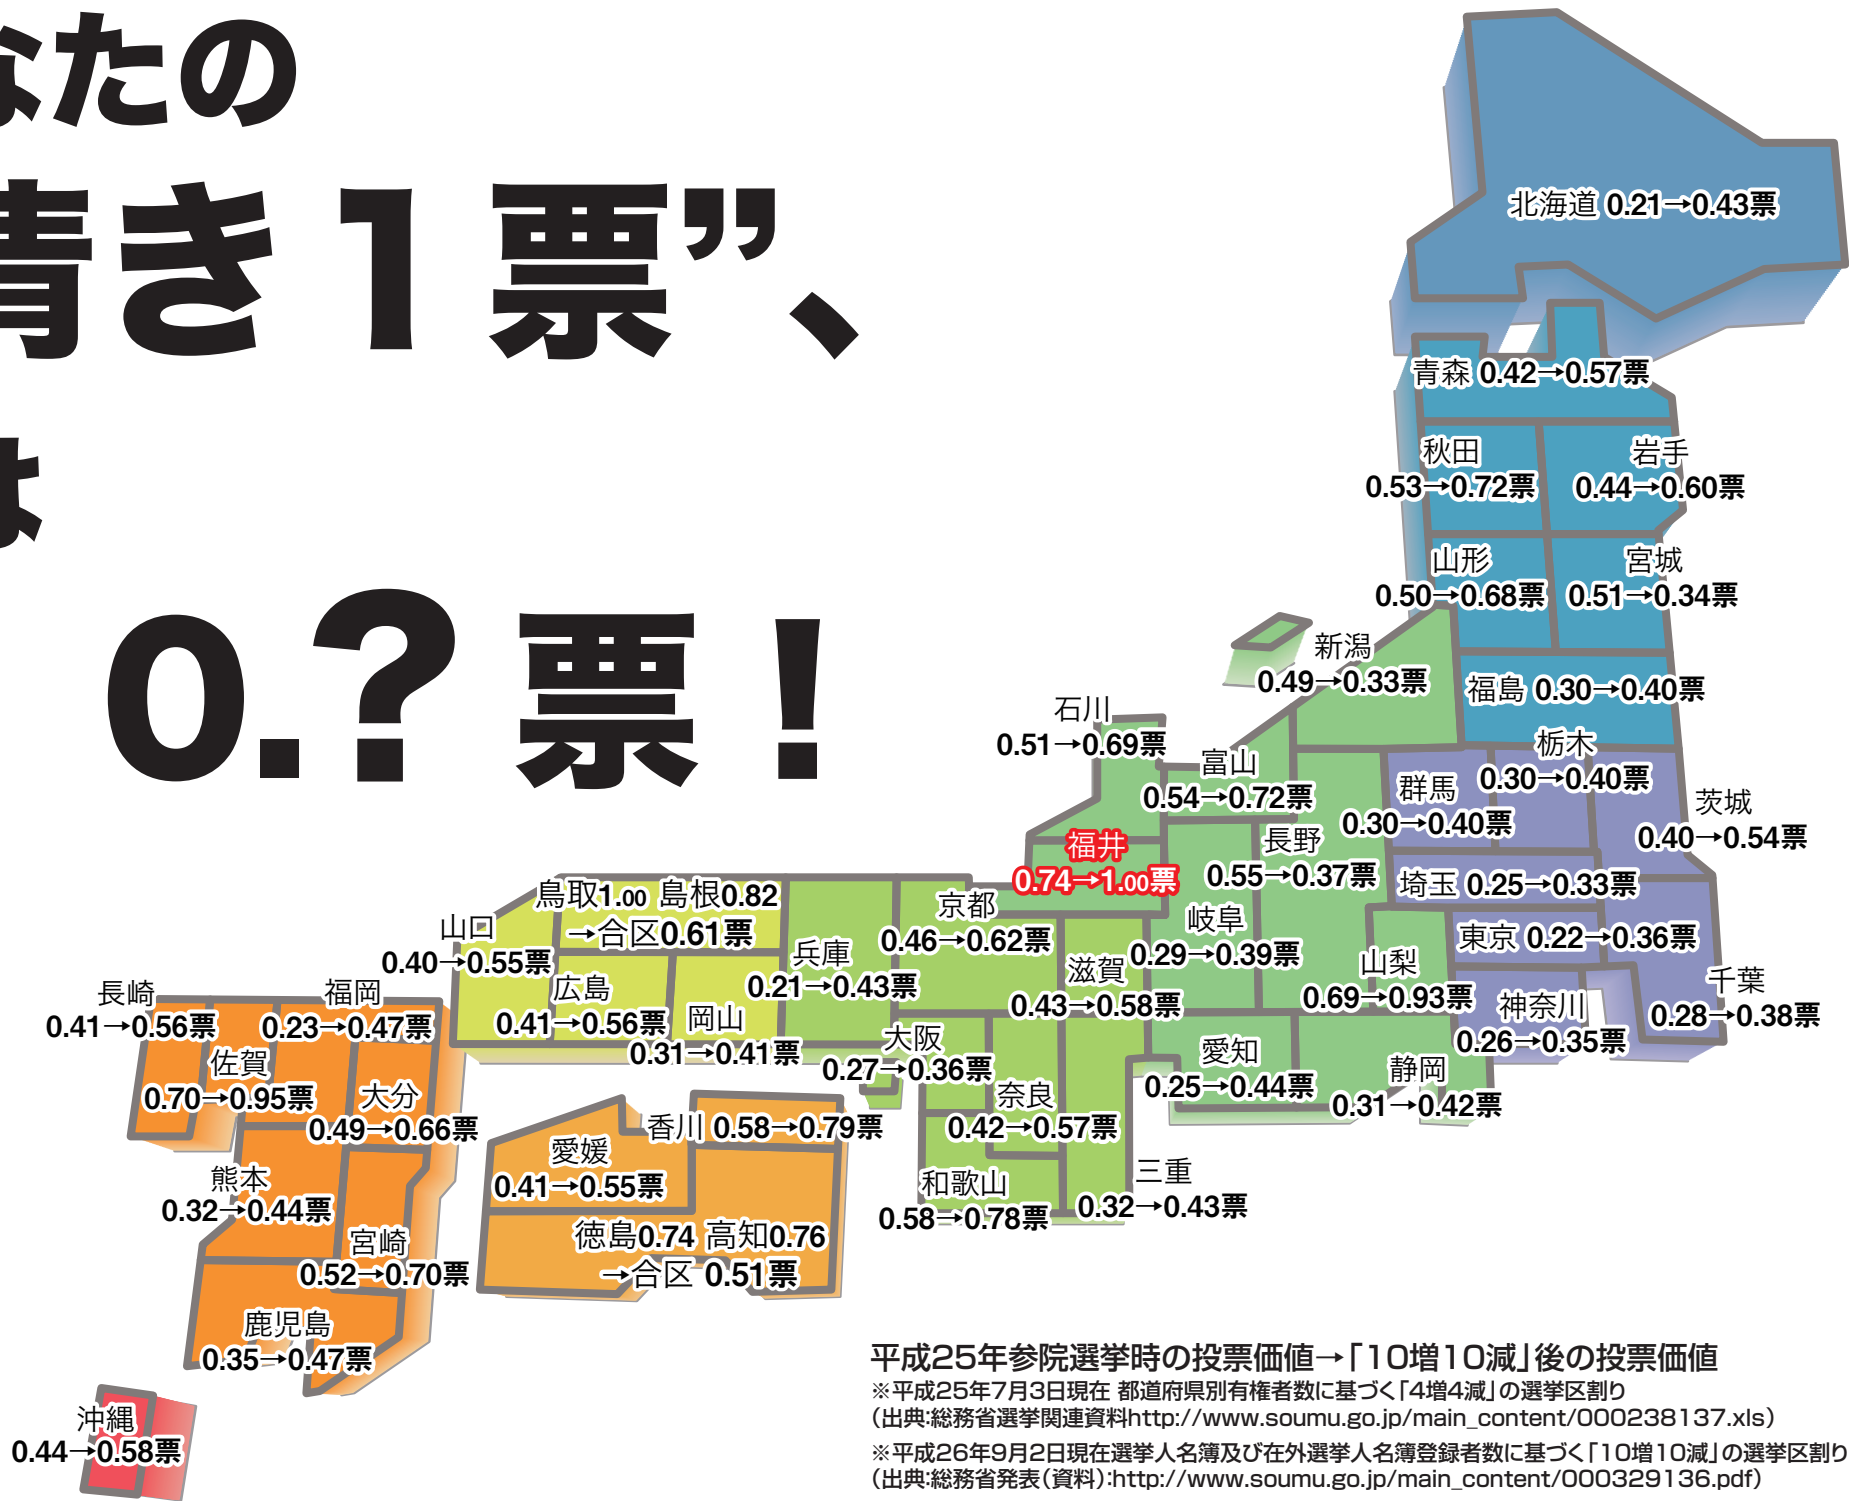 なたの
清き1票”、
は
0.?票!
北海道 0.21→0.43票
青森 0.42→0.57票
秋田
0.53→0.72票
岩手
0.44→0.60票
山形
0.50→0.68票
宮城
0.51→0.34票
新潟
0.49→0.33票
福島 0.30→0.40票
石川
0.51→0.69票
富山
0.54→0.72票
栃木
0.30→0.40票
群馬
0.30→0.40票
茨城
0.40→0.54票
福井
0.74→1.00票
長野
0.55→0.37票
埼玉 0.25→0.33票
鳥取1.00 島根0.82
→合区0.61票
山口
0.40→0.55票
京都
0.46→0.62票
岐阜
0.29→0.39票
東京 0.22→0.36票
兵庫
0.21→0.43票
滋賀
0.43→0.58票
山梨
0.69→0.93票
千葉
0.28→0.38票
神奈川
0.26→0.35票
長崎
0.41→0.56票
福岡
0.23→0.47票
広島
0.41→0.56票
岡山
0.31→0.41票
大阪
0.27→0.36票
愛知
0.25→0.44票
静岡
0.31→0.42票
佐賀
0.70→0.95票
大分
0.49→0.66票
奈良
0.42→0.57票
香川 0.58→0.79票
愛媛
0.41→0.55票
熊本
0.32→0.44票
和歌山
0.58→0.78票
三重
0.32→0.43票
徳島0.74 高知0.76
→合区 0.51票
宮崎
0.52→0.70票
鹿児島
0.35→0.47票
沖縄
0.44→0.58票
平成25年参院選挙時の投票価値→「10増10減」後の投票価値
※平成25年7月3日現在 都道府県別有権者数に基づく「4増4減」の選挙区割り
(出典:総務省選挙関連資料http://www.soumu.go.jp/main_content/000238137.xls)
※平成26年9月2日現在選挙人名簿及び在外選挙人名簿登録者数に基づく「10増10減」の選挙区割り
(出典:総務省発表(資料):http://www.soumu.go.jp/main_content/000329136.pdf)